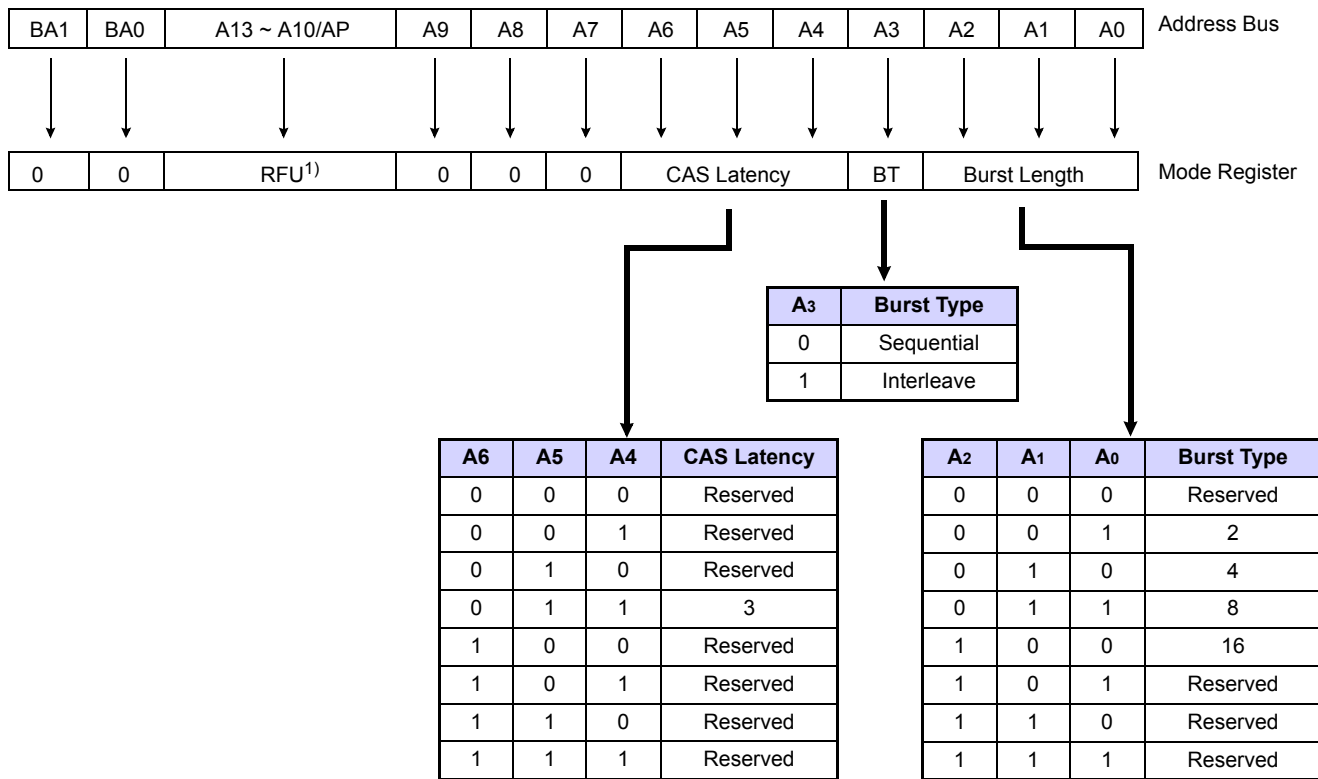 BA1 BA0 A13 ~ A10/AP A9 A8 A7 A6 A5 A4 A3 A2 A1 A0 Address Bus
0 0 RFU1) 0 0 0 CAS Latency BT Burst Length Mode Register
A3 Burst Type
0 Sequential
1 Interleave
A6 A5 A4 CAS Latency
0 0 0 Reserved
0 0 1 Reserved
0 1 0 Reserved
0 1 1 3
1 0 0 Reserved
1 0 1 Reserved
1 1 0 Reserved
1 1 1 Reserved
A2 A1 A0 Burst Type
0 0 0 Reserved
0 0 1 2
0 1 0 4
0 1 1 8
1 0 0 16
1 0 1 Reserved
1 1 0 Reserved
1 1 1 Reserved